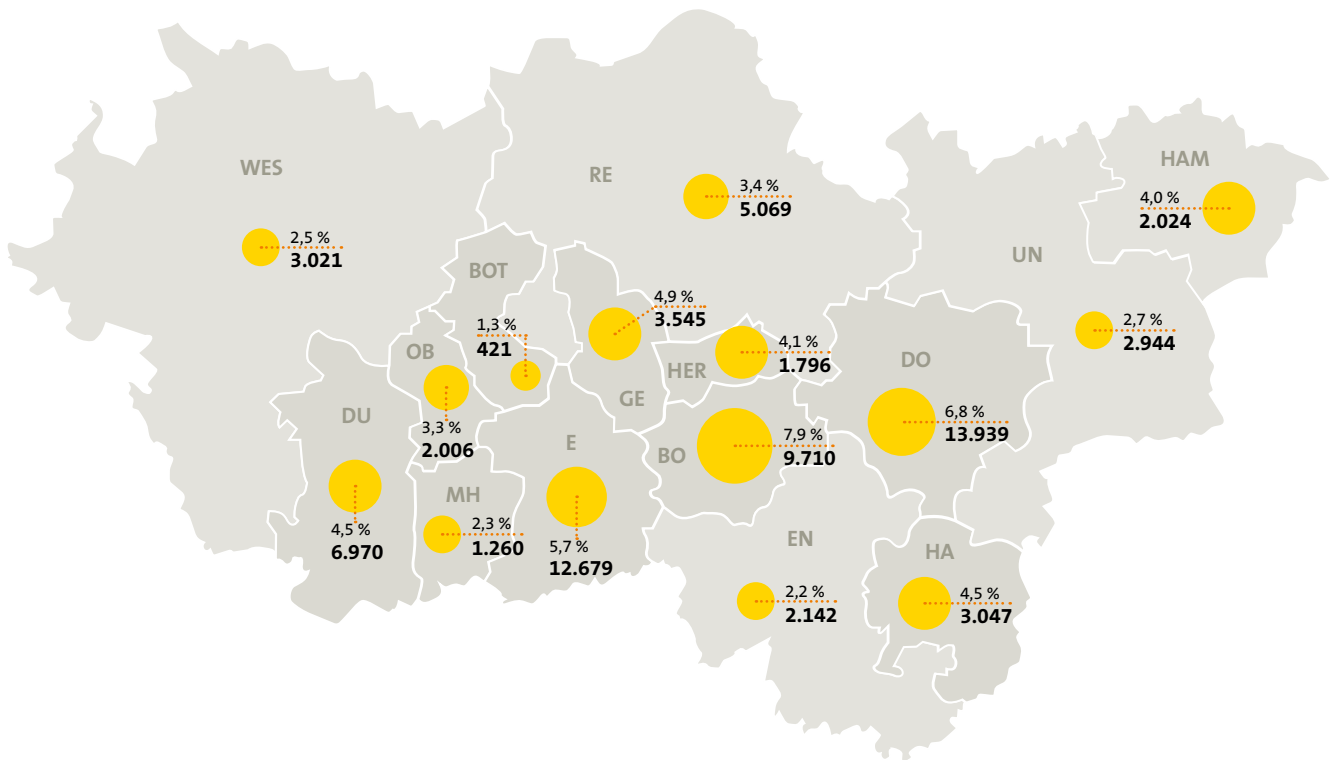 WES
2,5 %
3.021
RE
3,4 %
5.069
HAM
4,0 %
2.024
UN
2,7 %
2.944
BOT
1,3 %
421
4,9 %
3.545
GE
HER
4,1 %
1.796
OB
3,3 %
2.006
DO
6,8 %
13.939
DU
4,5 %
6.970
MH
2,3 %
1.260
E
5,7 %
12.679
BO
7,9 %
9.710
EN
2,2 %
2.142
HA
4,5 %
3.047